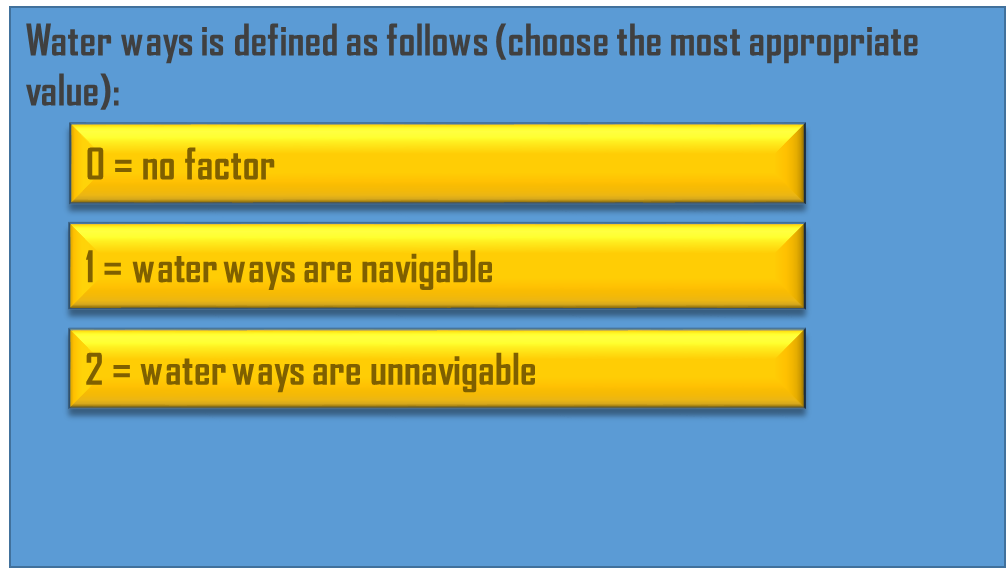 Water ways is defined as follows (choose the most appropriate
value):
0 = no factor
1 = water ways are navigable
2 = water ways are unnavigable